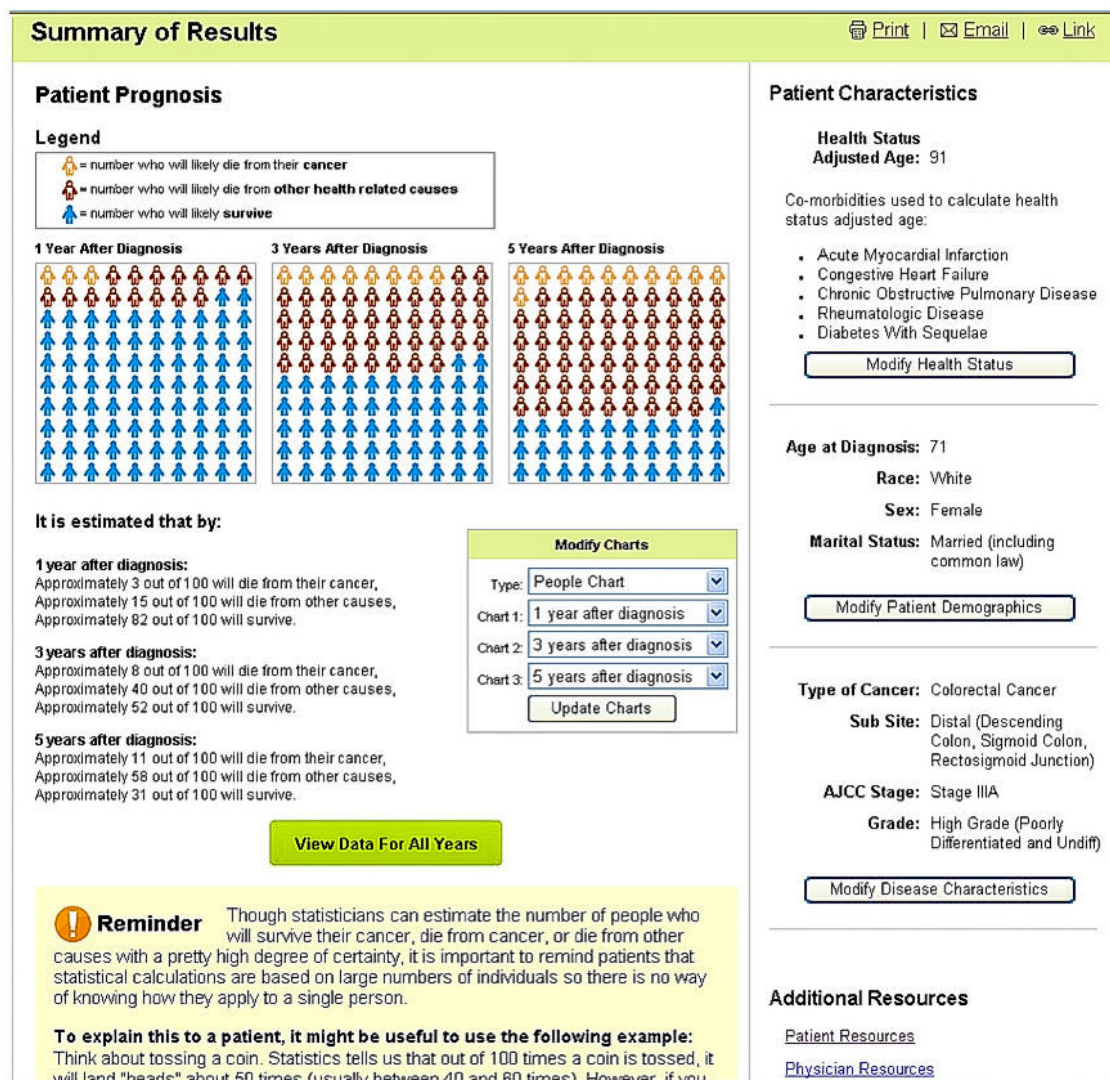 Summary of Results
Print | Email | Link
Patient Prognosis
Legend
= number who will likely die from their cancer
= number who will likely die from other health related causes
= number who will likely survive
1 Year After Diagnosis
3 Years After Diagnosis
5 Years After Diagnosis
It is estimated that by:
1 year after diagnosis:
Approximately 3 out of 100 will die from their cancer,
Approximately 15 out of 100 will die from other causes,
Approximately 82 out of 100 will survive.
3 years after diagnosis:
Approximately 8 out of 100 will die from their cancer,
Approximately 40 out of 100 will die from other causes,
Approximately 52 out of 100 will survive.
5 years after diagnosis:
Approximately 11 out of 100 will die from their cancer,
Approximately 58 out of 100 will die from other causes,
Approximately 31 out of 100 will survive.
Modify Charts
Type: People Chart
Chart 1: 1 year after diagnosis
Chart 2: 3 years after diagnosis
Chart 3: 5 years after diagnosis
Update Charts
View Data For All Years
Reminder Though statisticians can estimate the number of people who
will survive their cancer, die from cancer, or die from other
causes with a pretty high degree of certainty, it is important to remind patients that
statistical calculations are based on large numbers of individuals so there is no way
of knowing how they apply to a single person.
To explain this to a patient, it might be useful to use the following example:
Think about tossing a coin. Statistics tells us that out of 100 times a coin is tossed, it
will land "heads" about 50 times (usually between 40 and 60 times). However, if you
Patient Characteristics
Health Status
Adjusted Age: 91
Co-morbidities used to calculate health
status adjusted age:
• Acute Myocardial Infarction
• Congestive Heart Failure
• Chronic Obstructive Pulmonary Disease
• Rheumatologic Disease
• Diabetes With Sequelae
Modify Health Status
Age at Diagnosis: 71
Race: White
Sex: Female
Marital Status: Married (including
common law)
Modify Patient Demographics
Type of Cancer: Colorectal Cancer
Sub Site: Distal (Descending
Colon, Sigmoid Colon,
Rectosigmoid Junction)
AJCC Stage: Stage IIIA
Grade: High Grade (Poorly
Differentiated and Undiff)
Modify Disease Characteristics
Additional Resources
Patient Resources
Physician Resources